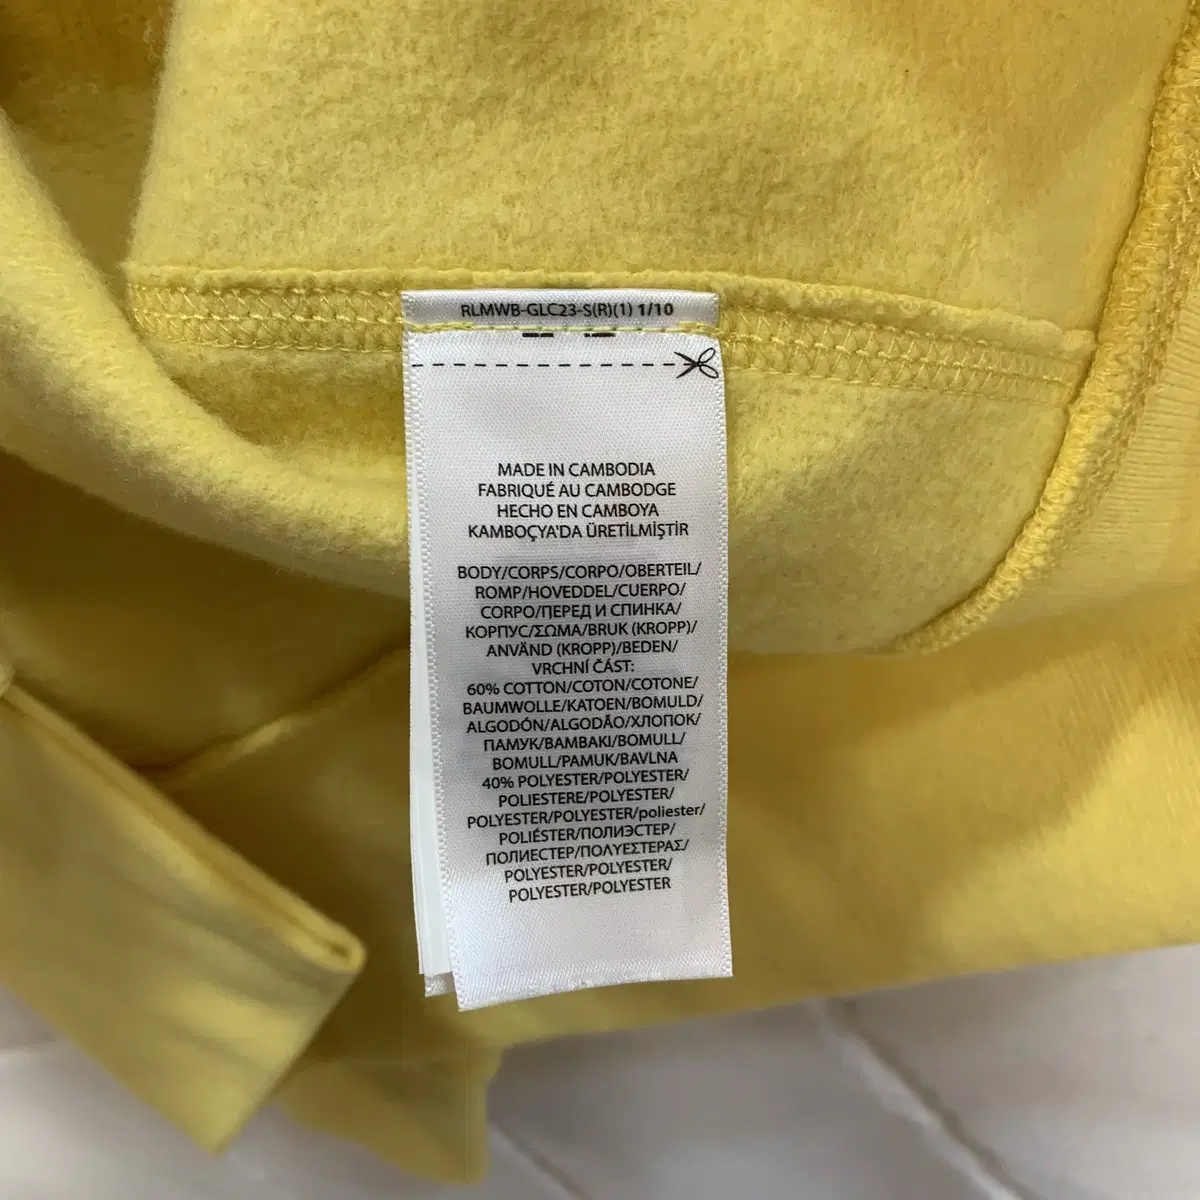 RLMWB-GLC23-S(R)(1) 1/10
MADE IN CAMBODIA
FABRIQUÉ AU CAMBODGE
HECHO EN CAMBOYA
KAMBOÇYA'DA ÜRETİLMİŞTİR
BODY/CORPS/CORPO/OBERTEIL/
ROMP/HOVEDDEL/CUERPO/
CORPO/ПЕРЕД И СПИНКА/
КОРПУС/ΣΩΜΑ/BRUK (KROPP)/
ANVÄND (KROPP)/BEDEN/
VRCHNÍ ČÁST:
60% COTTON/COTON/COTONE/
BAUMWOLLE/KATOEN/BOMULD/
ALGODÓN/ALGODÃO/ХЛОПОК/
ПАМУК/BAMBAKI/BOMULL/
BOMULL/PAMUK/BAVLNA
40% POLYESTER/POLYESTER/
POLIESTERE/POLYESTER/
POLYESTER/POLYESTER/poliester/
POLIÉSTER/ПОЛИЭСТЕР/
ПОЛИЕСТЕР/ΠΟΛΥΕΣΤΕΡΑΣ/
POLYESTER/POLYESTER/
POLYESTER/POLYESTER